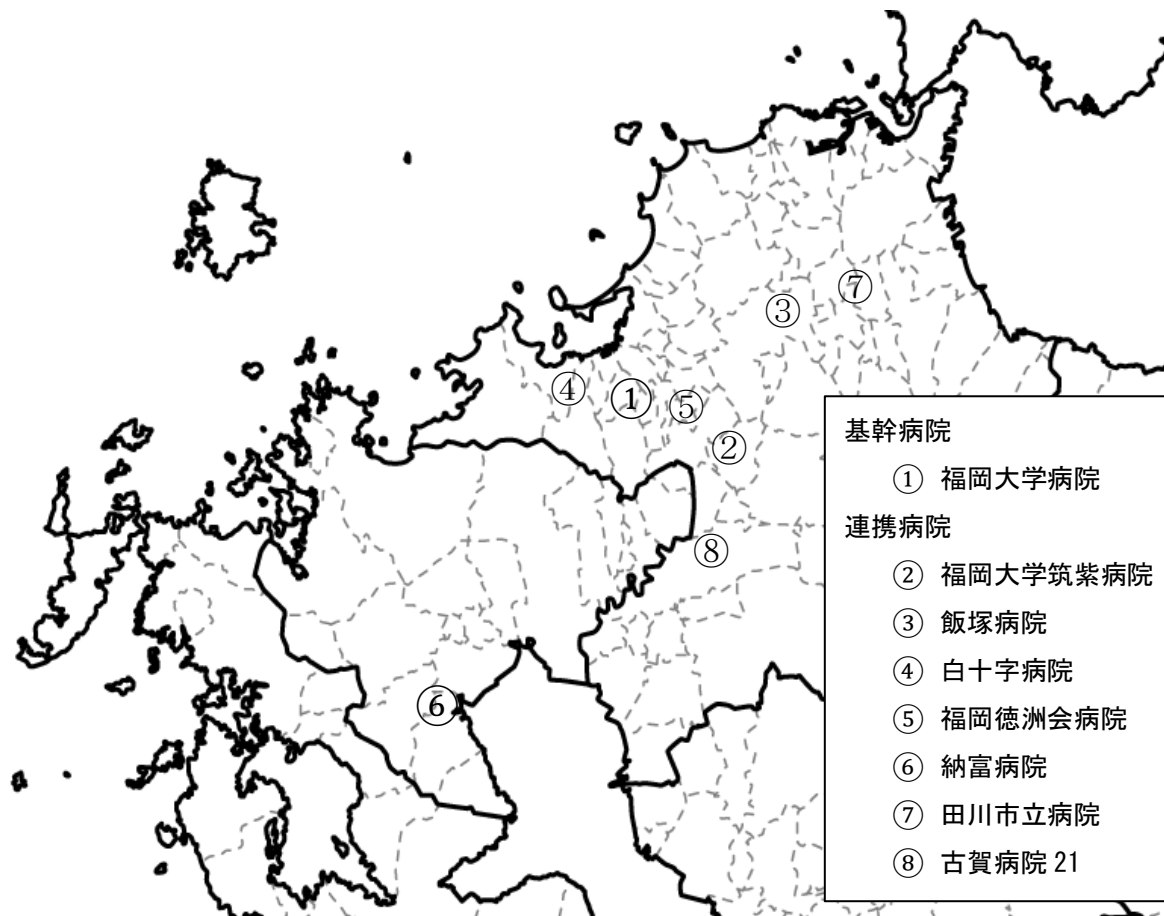 ③
⑦
④
①
⑤
②
⑧
⑥
基幹病院
① 福岡大学病院
連携病院
② 福岡大学筑紫病院
③ 飯塚病院
④ 白十字病院
⑤ 福岡徳洲会病院
⑥ 納富病院
⑦ 田川市立病院
⑧ 古賀病院 21